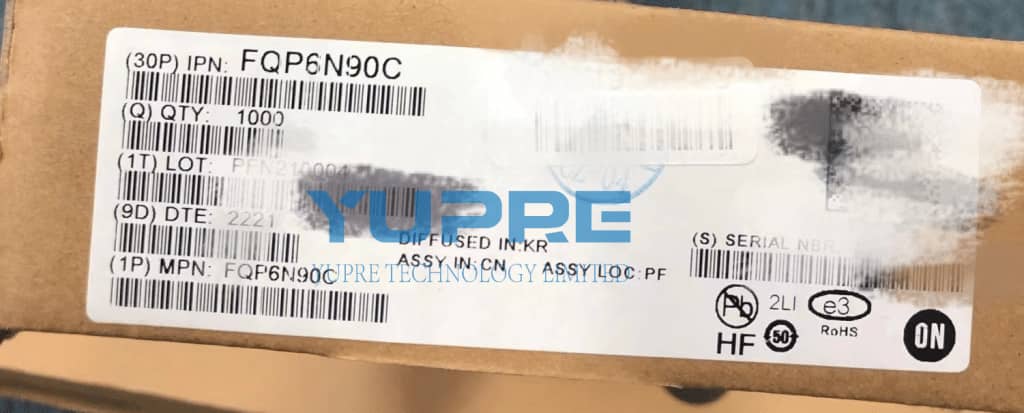 (30P) IPN: FQP6N90C
(Q) QTY: 1000
(1T) LOT: PFN210004
(9D) DTE: 2221
(1P) MPN: FQP6N90C
YUPRE
YUPRE TECHNOLOGY LIMITED
DIFFUSED IN:KR
ASSY IN:CN ASSY LOC:PF
(S) SERIAL NBR
Pb 2LI e3
RoHS
HF 50
ON